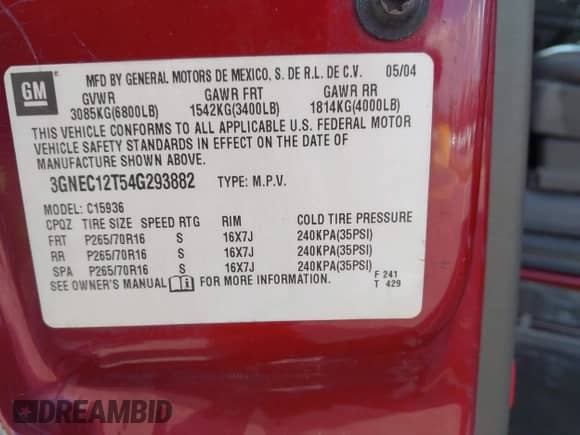 GM
MFD BY GENERAL MOTORS DE MEXICO, S. DE R.L. DE C.V. 05/04
GVWR GAWR FRT GAWR RR
3085KG(6800LB) 1542KG(3400LB) 1814KG(4000LB)
THIS VEHICLE CONFORMS TO ALL APPLICABLE U.S. FEDERAL MOTOR
VEHICLE SAFETY STANDARDS IN EFFECT ON THE DATE OF
MANUFACTURE SHOWN ABOVE.
3GNEC12T54G293882 TYPE: M.P.V.
MODEL: C15936
CPQZ TIRE SIZE SPEED RTG RIM COLD TIRE PRESSURE
FRT P265/70R16 S 16X7J 240KPA(35PSI)
RR P265/70R16 S 16X7J 240KPA(35PSI)
SPA P265/70R16 S 16X7J 240KPA(35PSI)
SEE OWNER'S MANUAL i FOR MORE INFORMATION.
F 241
T 429
DREAMBID